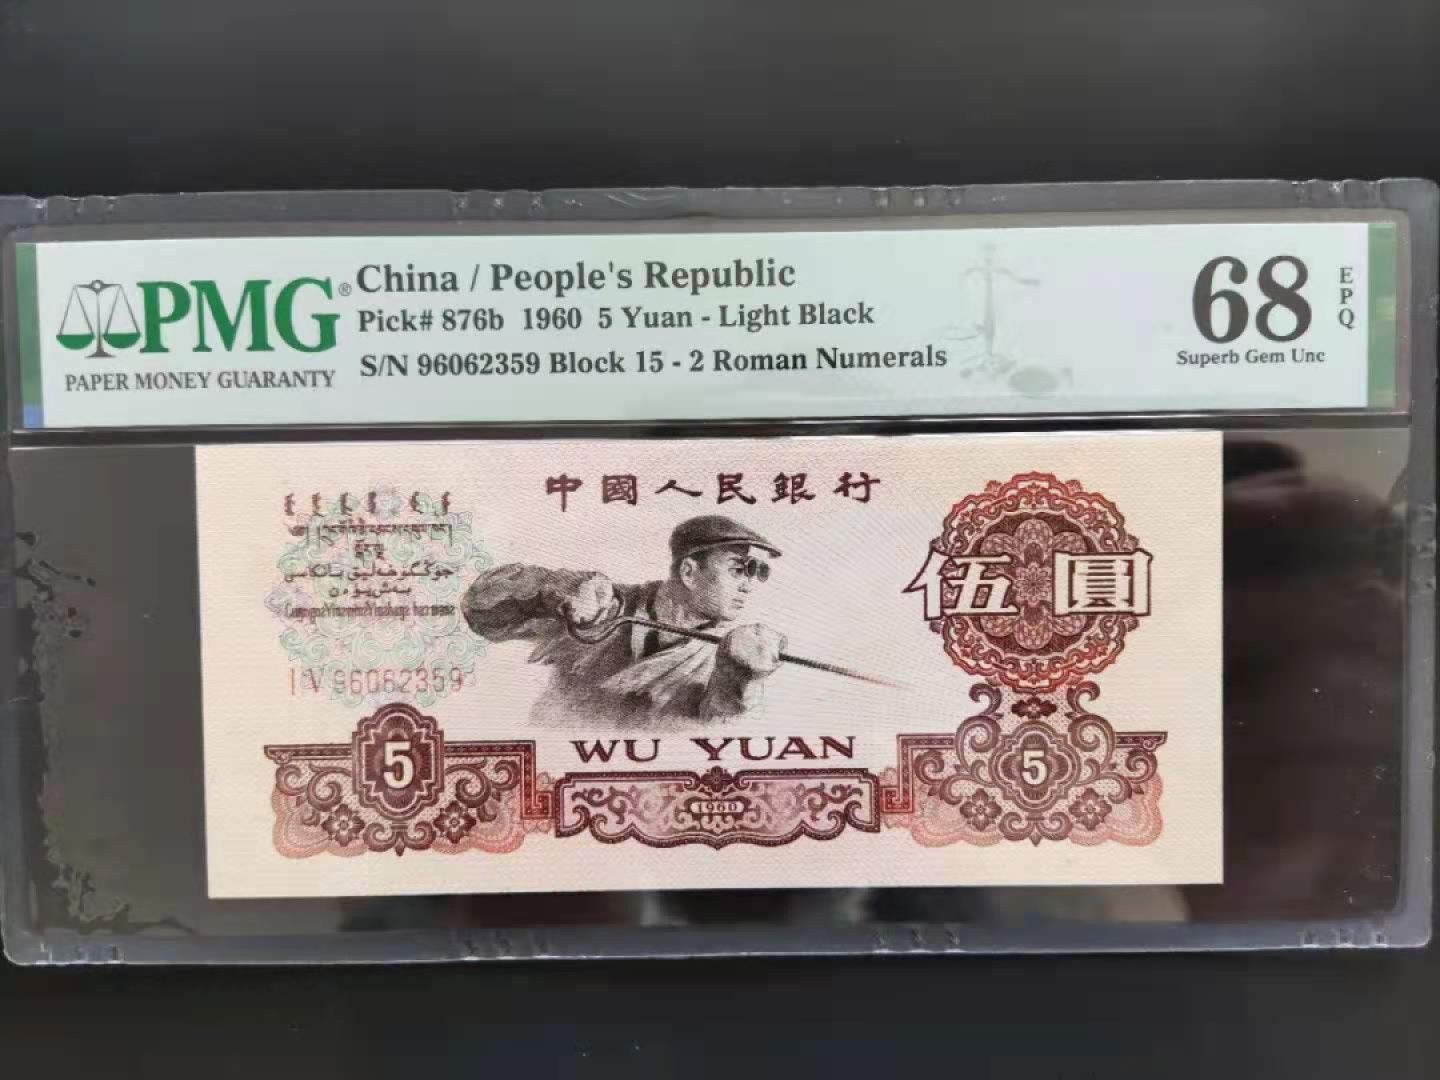 PMG®
PAPER MONEY GUARANTY
China / People's Republic
Pick# 876b 1960 5 Yuan - Light Black
S/N 96062359 Block 15 - 2 Roman Numerals
68
EPQ
Superb Gem Unc
中國人民銀行
伍圓
I V 96062359
WU YUAN
5
1960
5